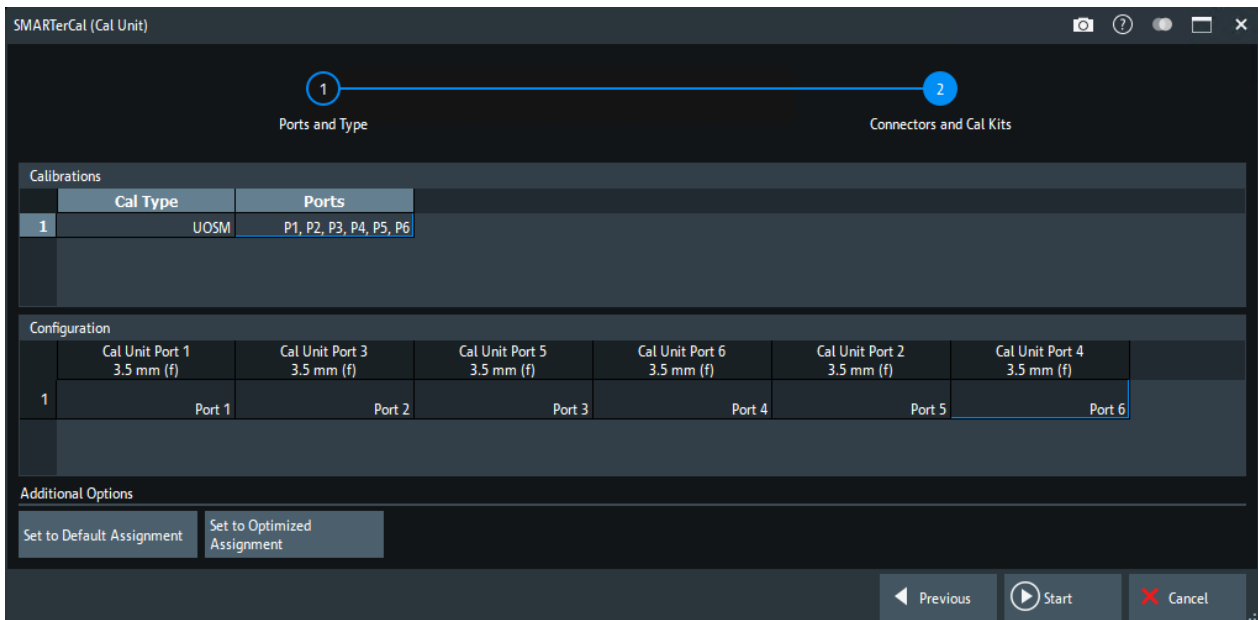 SMARTerCal (Cal Unit)
?
1
2
Ports and Type
Connectors and Cal Kits
Calibrations
Cal Type Ports
1 UOSM P1, P2, P3, P4, P5, P6
Configuration
Cal Unit Port 1 Cal Unit Port 3 Cal Unit Port 5 Cal Unit Port 6 Cal Unit Port 2 Cal Unit Port 4
3.5 mm (f) 3.5 mm (f) 3.5 mm (f) 3.5 mm (f) 3.5 mm (f) 3.5 mm (f)
1 Port 1 Port 2 Port 3 Port 4 Port 5 Port 6
Additional Options
Set to Default Assignment
Set to Optimized
Assignment
Previous Start Cancel